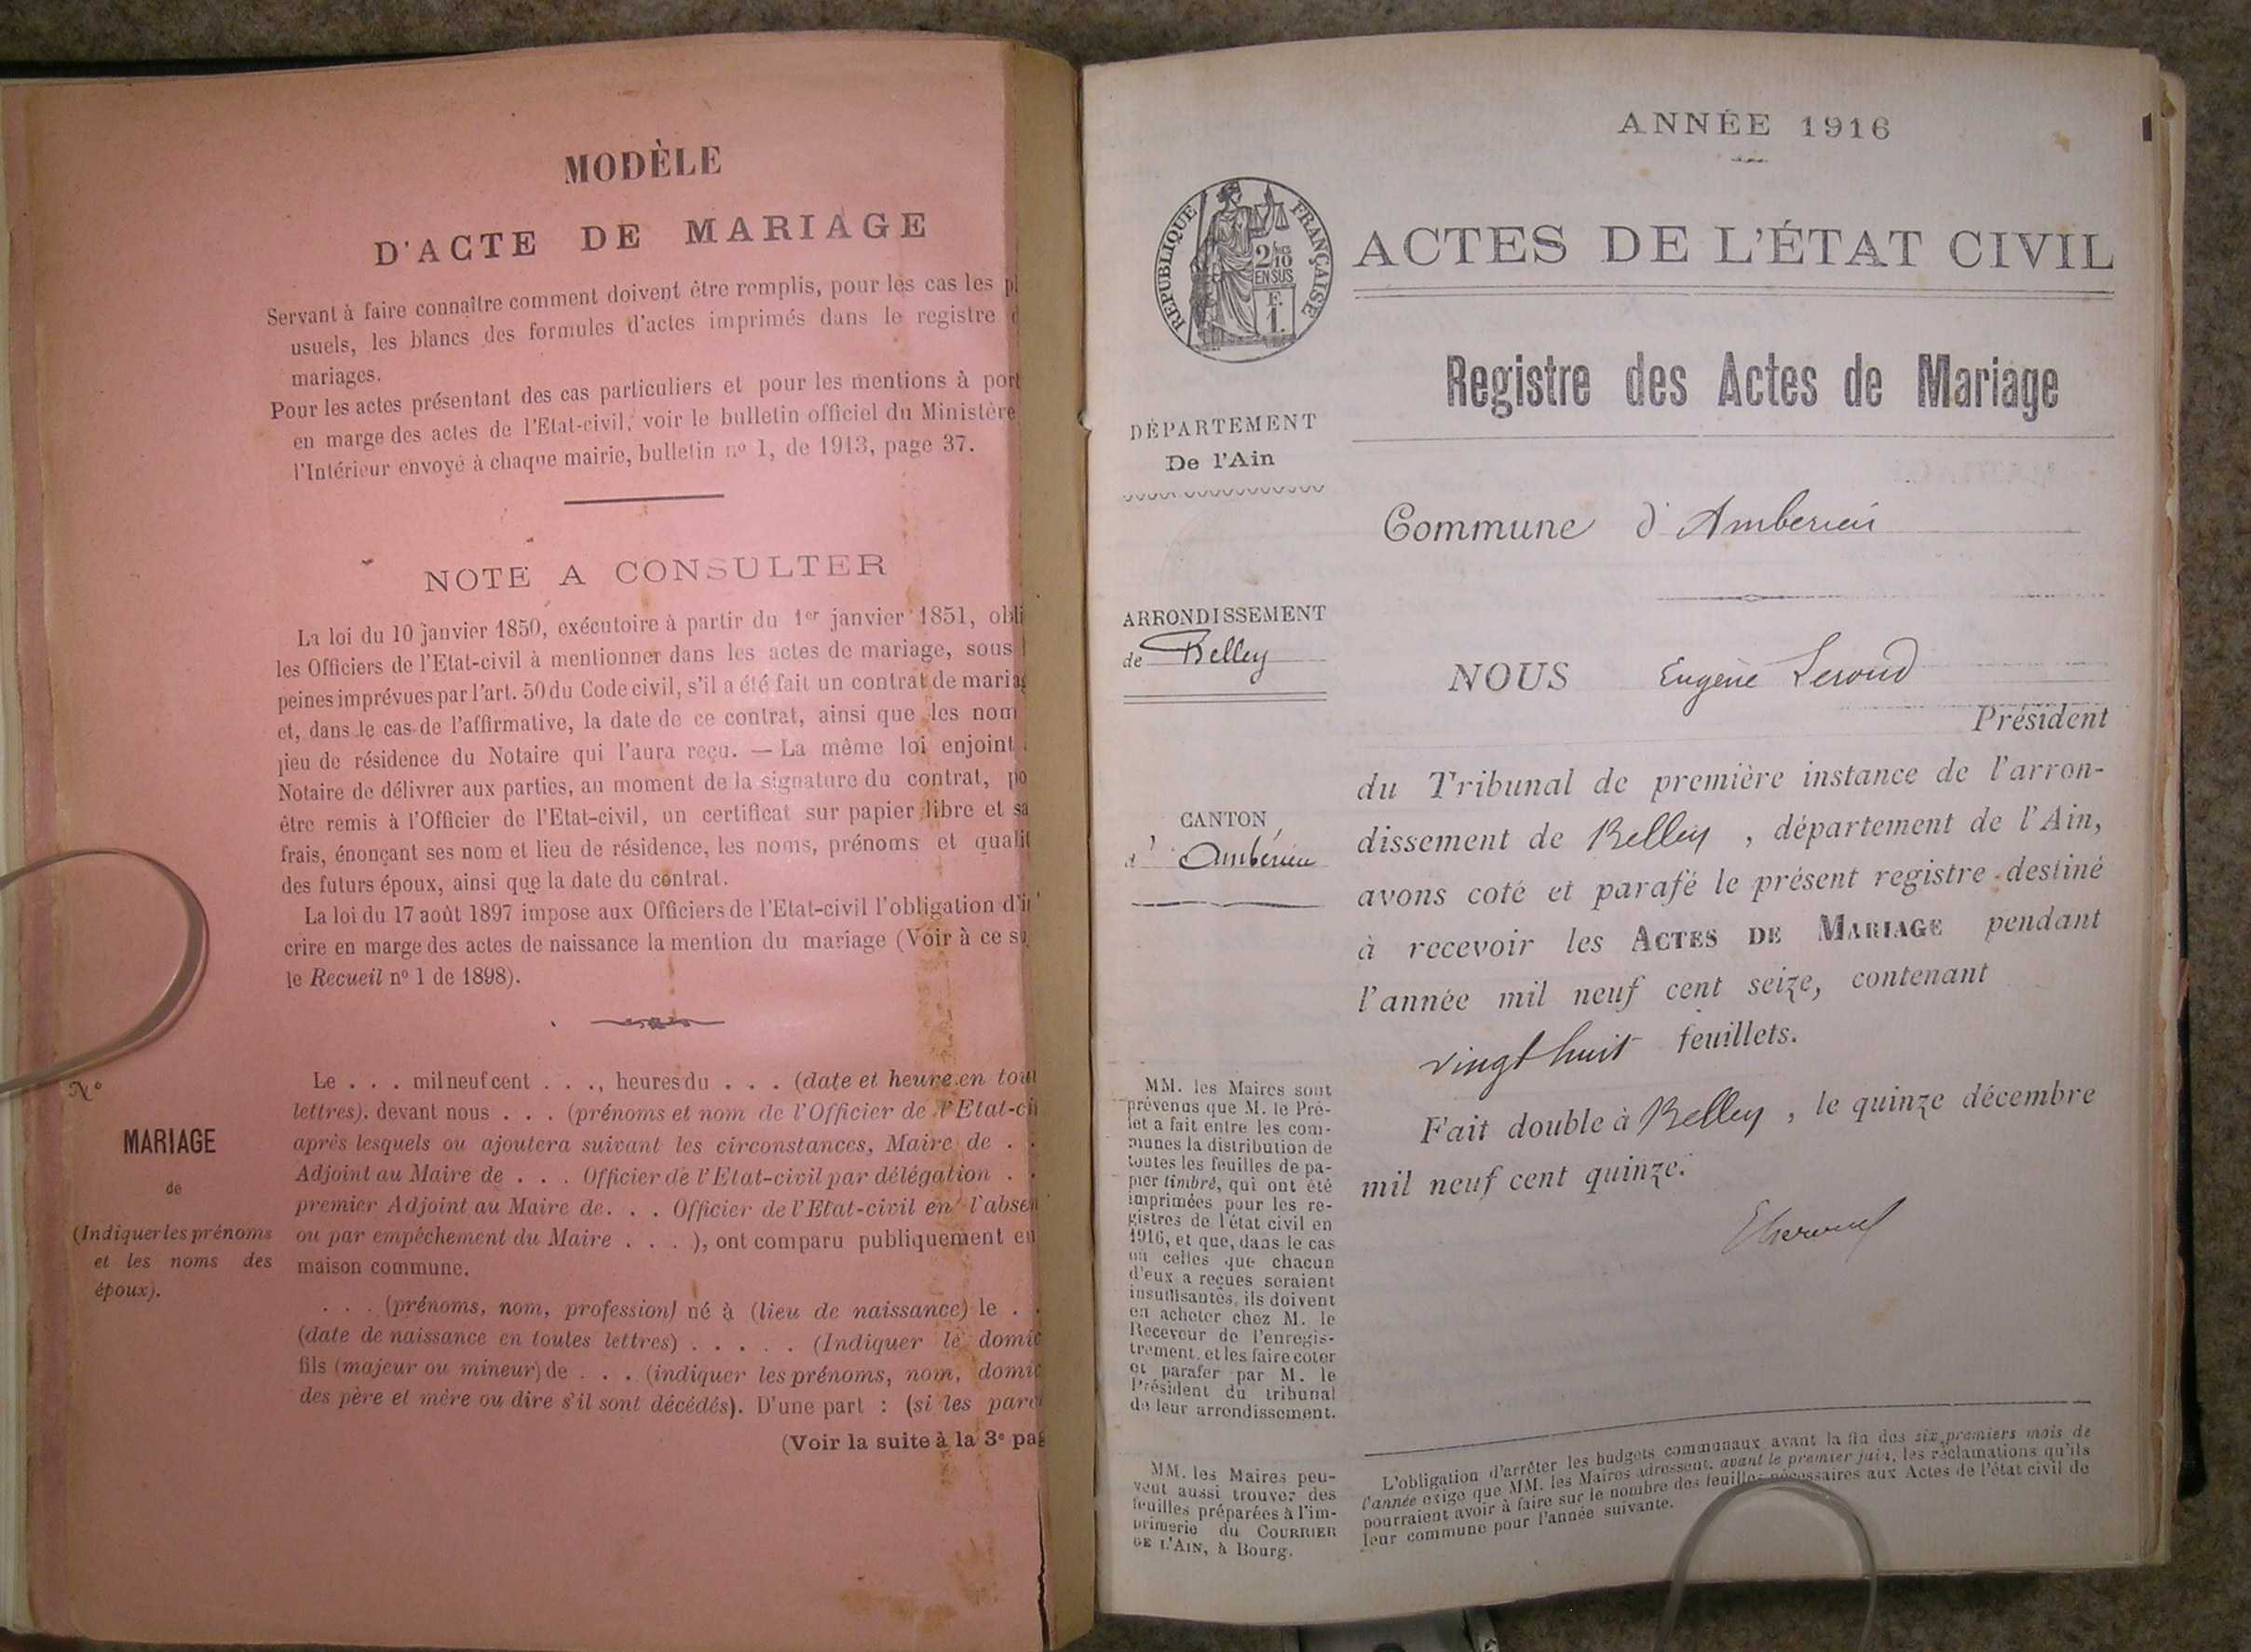 MODÈLE
D'ACTE DE MARIAGE
Servant à faire connaître comment doivent être remplis, pour les cas les pl
usuels, les blancs des formules d'actes imprimés dans le registre d
mariages.
Pour les actes présentant des cas particuliers et pour les mentions à port
en marge des actes de l'Etat-civil, voir le bulletin officiel du Ministère
l'Intérieur envoyé à chaque mairie, bulletin nº 1, de 1913, page 37.
NOTE A CONSULTER
La loi du 10 janvier 1850, exécutoire à partir du 1er janvier 1851, obli
les Officiers de l'Etat-civil à mentionner dans les actes de mariage, sous
peines imprévues par l'art. 50 du Code civil, s'il a été fait un contrat de mariag
et, dans le cas de l'affirmative, la date de ce contrat, ainsi que les nom
lieu de résidence du Notaire qui l'aura reçu. — La même loi enjoint
Notaire de délivrer aux parties, au moment de la signature du contrat, po
être remis à l'Officier de l'Etat-civil, un certificat sur papier libre et sa
frais, énonçant ses nom et lieu de résidence, les noms, prénoms et qualit
des futurs époux, ainsi que la date du contrat.
La loi du 17 août 1897 impose aux Officiers de l'Etat-civil l'obligation d'in
crire en marge des actes de naissance la mention du mariage (Voir à ce su
le Recueil nº 1 de 1898).
Nº
MARIAGE
de
(Indiquer les prénoms
et les noms des
époux).
Le . . . mil neuf cent . . ., heures du . . . (date et heure en tout
lettres). devant nous . . . (prénoms et nom de l'Officier de l'Etat-ci
après lesquels ou ajoutera suivant les circonstances, Maire de . .
Adjoint au Maire de . . . Officier de l'Etat-civil par délégation . .
premier Adjoint au Maire de. . . Officier de l'Etat-civil en l'absen
ou par empêchement du Maire . . . ), ont comparu publiquement en
maison commune.
. . . (prénoms, nom, profession) né à (lieu de naissance) le . .
(date de naissance en toutes lettres) . . . . . (Indiquer le domic
fils (majeur ou mineur) de . . . (indiquer les prénoms, nom, domic
des père et mère ou dire s'il sont décédés). D'une part : (si les pare
(Voir la suite à la 3e pag
ANNÉE 1916
RÉPUBLIQUE FRANÇAISE
2/10
EN SUS
F.
1.
ACTES DE L'ÉTAT CIVIL
Registre des Actes de Mariage
DÉPARTEMENT
De l'Ain
Commune d'Amberieu
ARRONDISSEMENT
de Belley
NOUS Eugène Leroud
Président
CANTON
d' Ambérieu
du Tribunal de première instance de l'arron-
dissement de Belley, département de l'Ain,
avons coté et parafé le présent registre destiné
à recevoir les ACTES DE MARIAGE pendant
l'année mil neuf cent seize, contenant
vingt huit feuillets.
Fait double à Belley, le quinze décembre
mil neuf cent quinze.
MM. les Maires sont
prévenus que M. le Pré-
fet a fait entre les com-
munes la distribution de
toutes les feuilles de pa-
pier timbré, qui ont été
imprimées pour les re-
gistres de l'état civil en
1916, et que, dans le cas
où celles que chacun
d'eux a reçues seraient
insuffisantes, ils doivent
en acheter chez M. le
Receveur de l'enregis-
trement, et les faire coter
et parafer par M. le
Président du tribunal
de leur arrondissement.
MM. les Maires peu-
vent aussi trouver des
feuilles préparées à l'im-
primerie du COURRIER
DE L'AIN, à Bourg.
L'obligation d'arrêter les budgets communaux avant la fin des six premiers mois de
l'année exige que MM. les Maires adressent, avant le premier juin, les réclamations qu'ils
pourraient avoir à faire sur le nombre des feuilles nécessaires aux Actes de l'état civil de
leur commune pour l'année suivante.